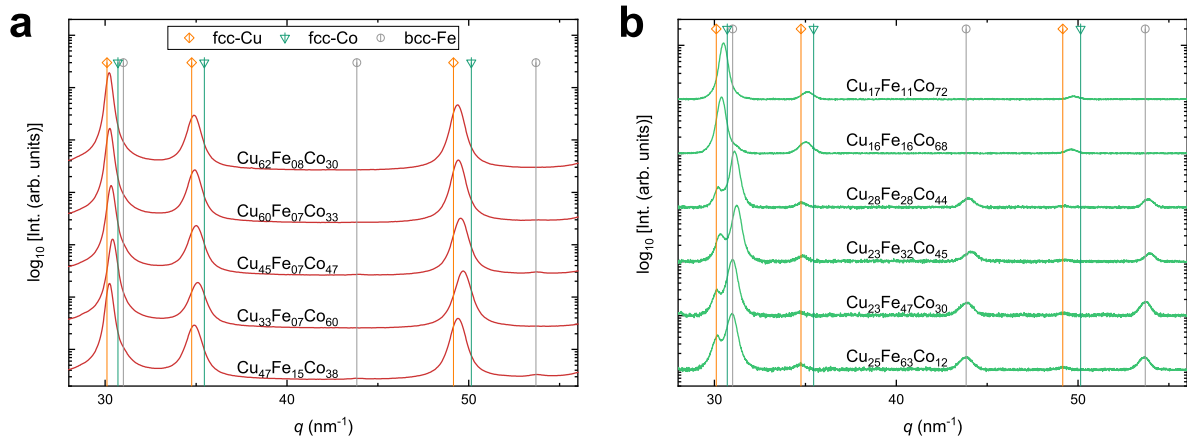 a
fcc-Cu fcc-Co bcc-Fe
log₁₀ [Int. (arb. units)]
Cu₆₂Fe₀₈Co₃₀
Cu₆₀Fe₀₇Co₃₃
Cu₄₅Fe₀₇Co₄₇
Cu₃₃Fe₀₇Co₆₀
Cu₄₇Fe₁₅Co₃₈
30 40 50
q (nm⁻¹)
b
log₁₀ [Int. (arb. units)]
Cu₁₇Fe₁₁Co₇₂
Cu₁₆Fe₁₆Co₆₈
Cu₂₈Fe₂₈Co₄₄
Cu₂₃Fe₃₂Co₄₅
Cu₂₃Fe₄₇Co₃₀
Cu₂₅Fe₆₃Co₁₂
30 40 50
q (nm⁻¹)